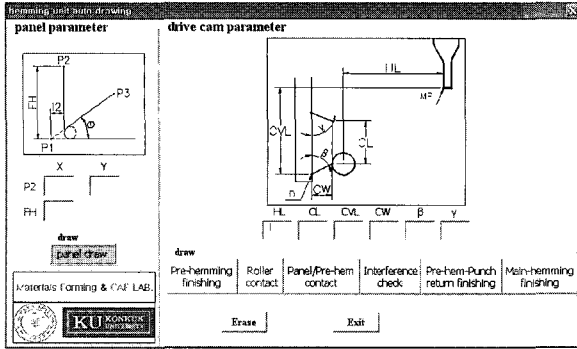 hemming unit auto drawing
panel parameter
drive cam parameter
P2
P3
FH
l2
Θ
P1
X Y
P2
FH
draw
panel draw
Materials Forming & CAE LAB.
KU KONKUK UNIVERSITY
HL
MP
CVL
γ
CL
β
n
CW
HL CL CVL CW β γ
draw
Pre-hemming finishing
Roller contact
Panel/Pre-hem contact
Interference check
Pre-hem-Punch return finishing
Main-hemming finishing
Erase
Exit